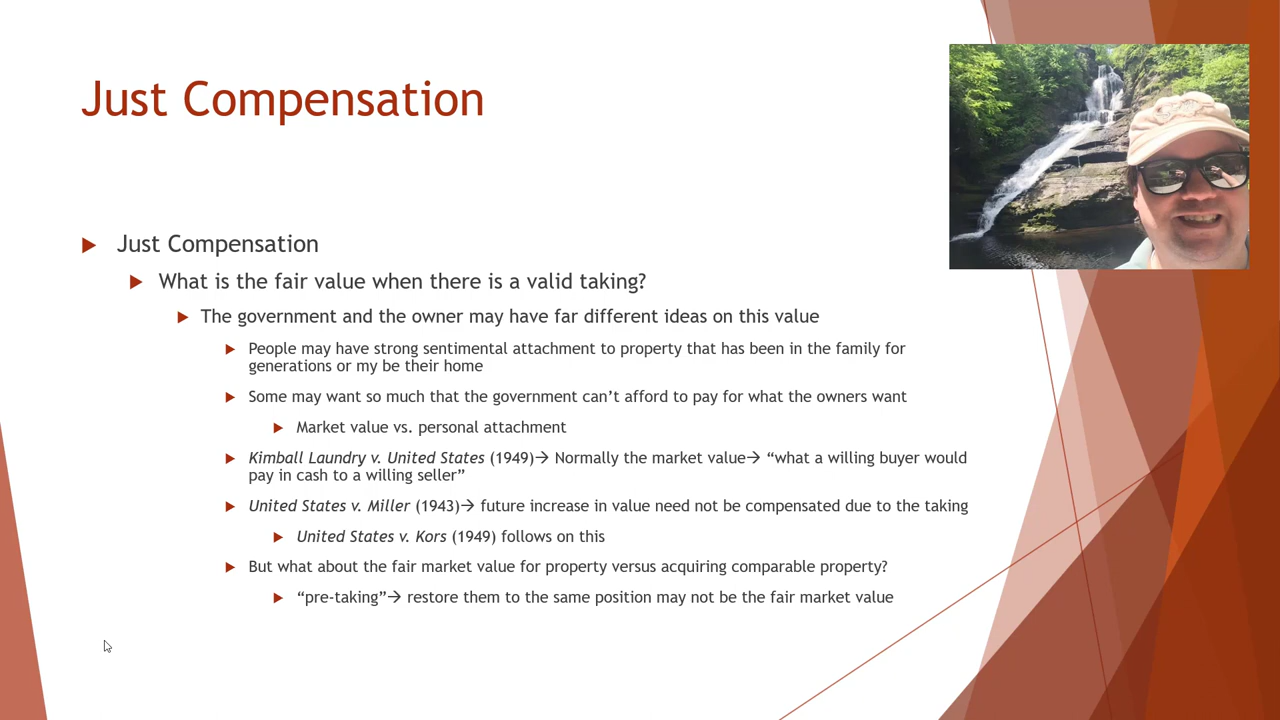 Just Compensation
Just Compensation
What is the fair value when there is a valid taking?
The government and the owner may have far different ideas on this value
People may have strong sentimental attachment to property that has been in the family for
generations or my be their home
Some may want so much that the government can’t afford to pay for what the owners want
Market value vs. personal attachment
Kimball Laundry v. United States (1949)→ Normally the market value→ “what a willing buyer would
pay in cash to a willing seller”
United States v. Miller (1943)→ future increase in value need not be compensated due to the taking
United States v. Kors (1949) follows on this
But what about the fair market value for property versus acquiring comparable property?
“pre-taking”→ restore them to the same position may not be the fair market value